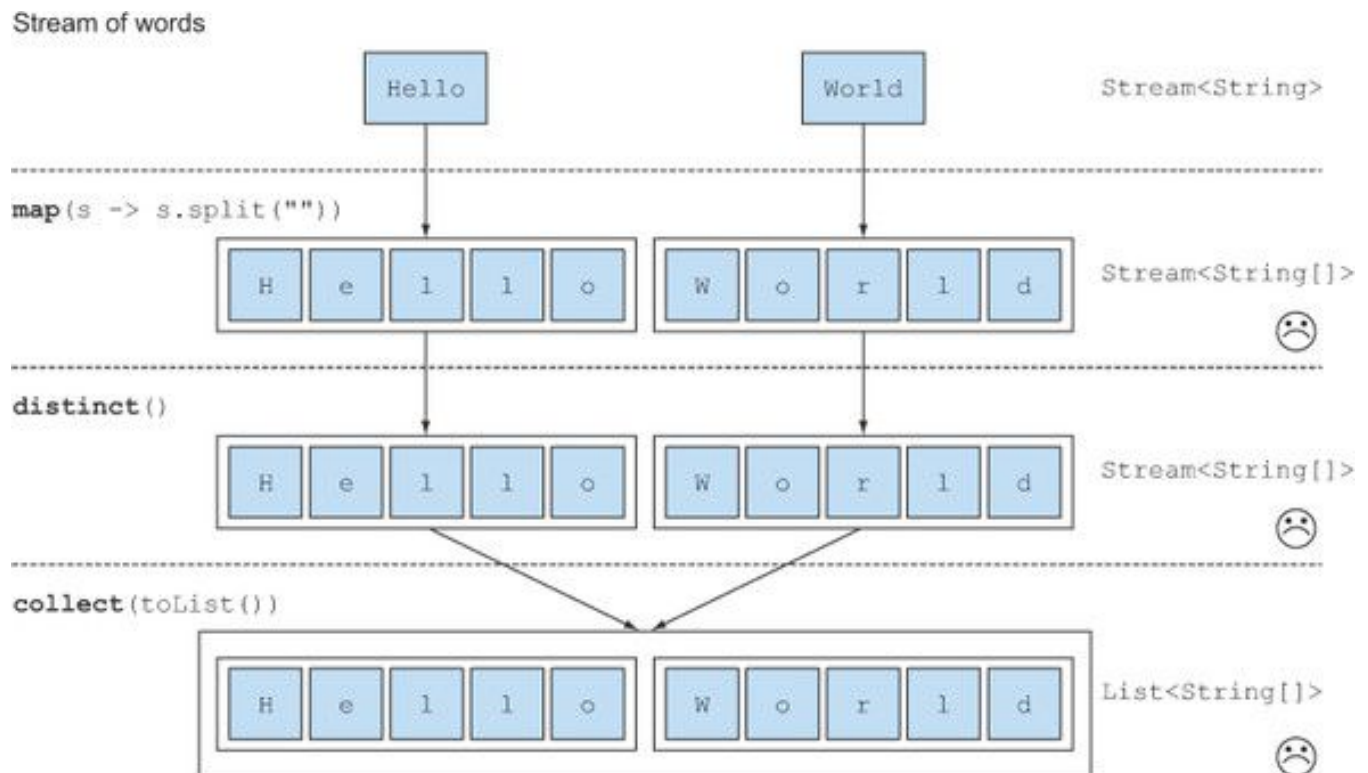 Stream of words
Hello World Stream<String>
map(s -> s.split(""))
H e l l o W o r l d Stream<String[]>
distinct()
H e l l o W o r l d Stream<String[]>
collect(toList())
H e l l o W o r l d List<String[]>